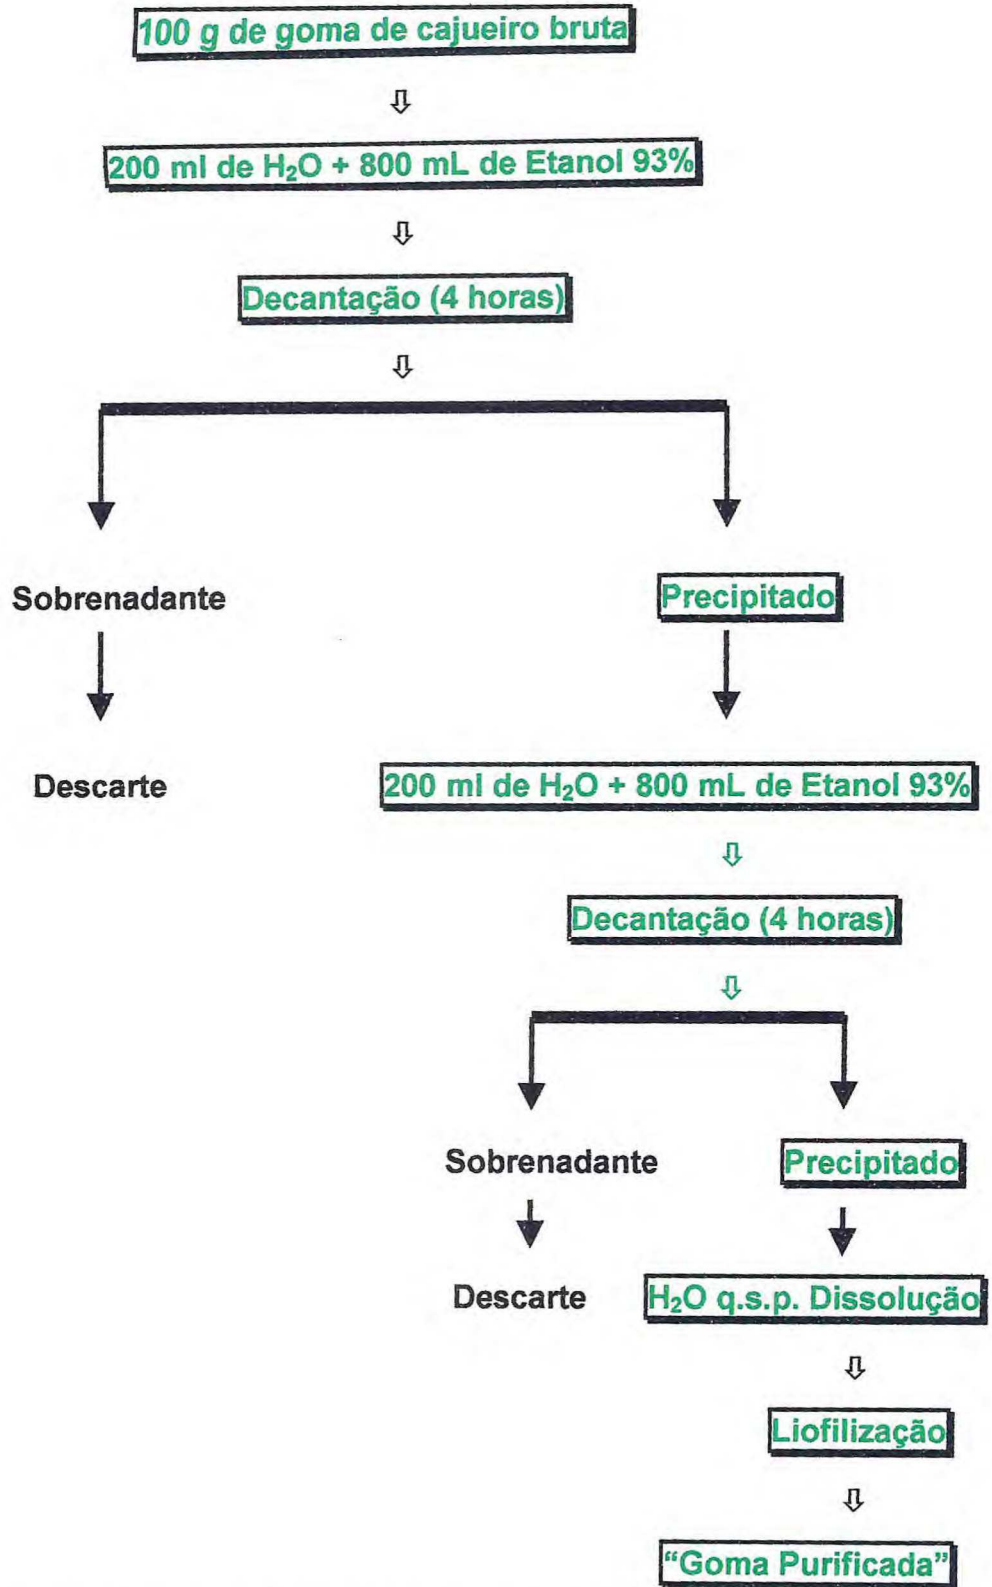 100 g de goma de cajueiro bruta
200 ml de H₂O + 800 mL de Etanol 93%
Decantação (4 horas)
Sobrenadante
Precipitado
Descarte
200 ml de H₂O + 800 mL de Etanol 93%
Decantação (4 horas)
Sobrenadante
Precipitado
Descarte
H₂O q.s.p. Dissolução
Liofilização
“Goma Purificada”